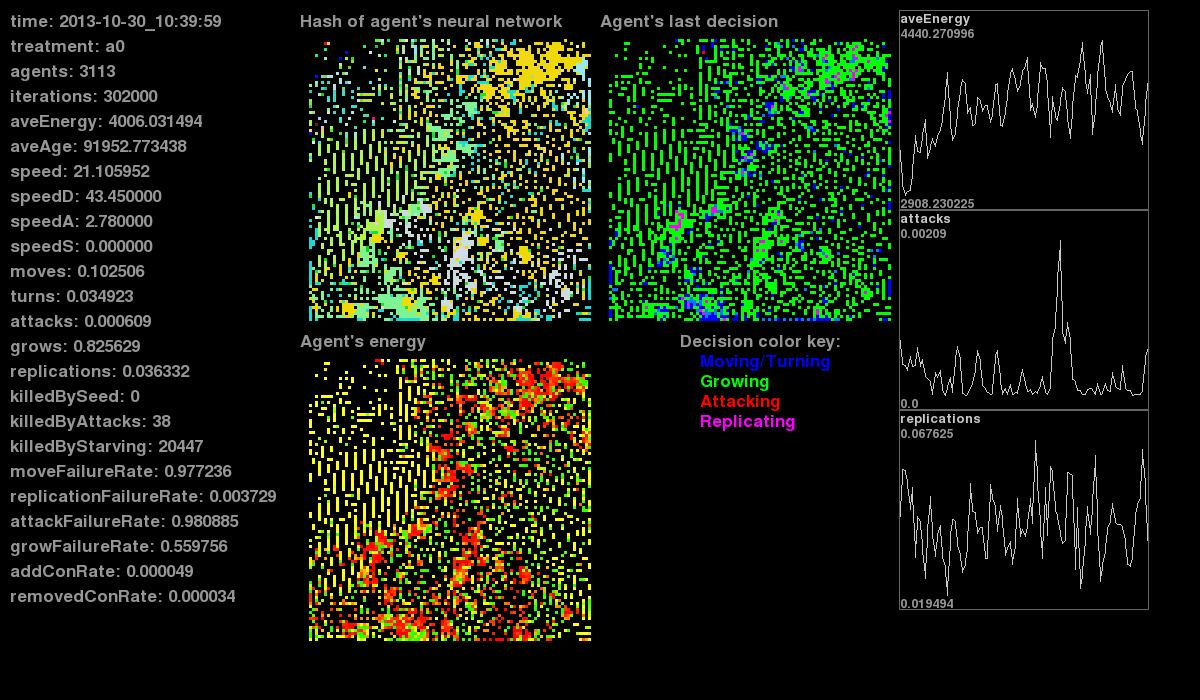 time: 2013-10-30_10:39:59
treatment: a0
agents: 3113
iterations: 302000
aveEnergy: 4006.031494
aveAge: 91952.773438
speed: 21.105952
speedD: 43.450000
speedA: 2.780000
speedS: 0.000000
moves: 0.102506
turns: 0.034923
attacks: 0.000609
grows: 0.825629
replications: 0.036332
killedBySeed: 0
killedByAttacks: 38
killedByStarving: 20447
moveFailureRate: 0.977236
replicationFailureRate: 0.003729
attackFailureRate: 0.980885
growFailureRate: 0.559756
addConRate: 0.000049
removedConRate: 0.000034
Hash of agent's neural network
Agent's last decision
Agent's energy
Decision color key:
Moving/Turning
Growing
Attacking
Replicating
aveEnergy
4440.270996
2908.230225
attacks
0.00209
0.0
replications
0.067625
0.019494